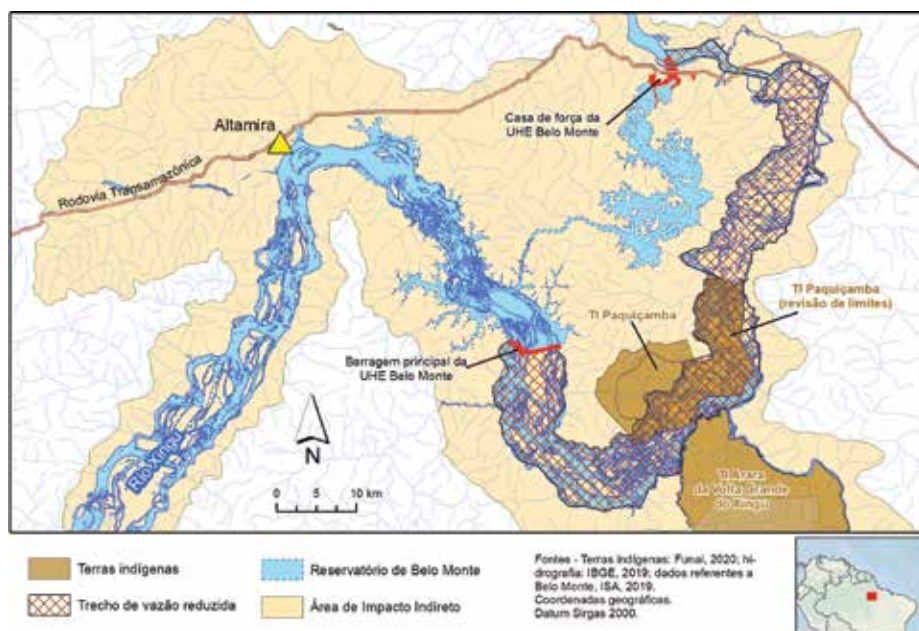 Casa de força da
UHE Belo Monte
Altamira
Rodovia Transamazônica
TI Paquiçamba
(revisão de limites)
TI Paquiçamba
Barragem principal da
UHE Belo Monte
Rio Xingu
N
TI Arara
da Volta Grande
do Xingu
0 5 10 km
Terras indígenas
Reservatório de Belo Monte
Trecho de vazão reduzida
Área de Impacto Indireto
Fontes - Terras Indígenas: Funai, 2020; hi-
drografia: IBGE, 2019; dados referentes a
Belo Monte, ISA, 2019.
Coordenadas geográficas.
Datum Sirgas 2000.